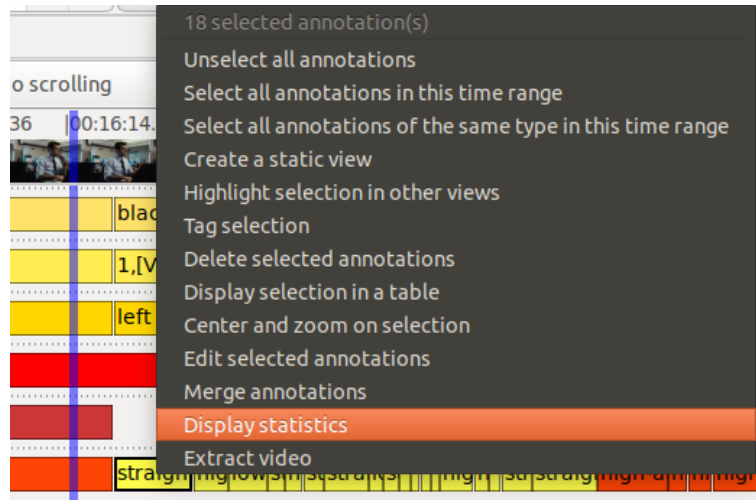 18 selected annotation(s)
Unselect all annotations
o scrolling
Select all annotations in this time range
36 |00:16:14.
Select all annotations of the same type in this time range
Create a static view
Highlight selection in other views
blac
Tag selection
1,[V
Delete selected annotations
Display selection in a table
left
Center and zoom on selection
Edit selected annotations
Merge annotations
Display statistics
Extract video
straigh